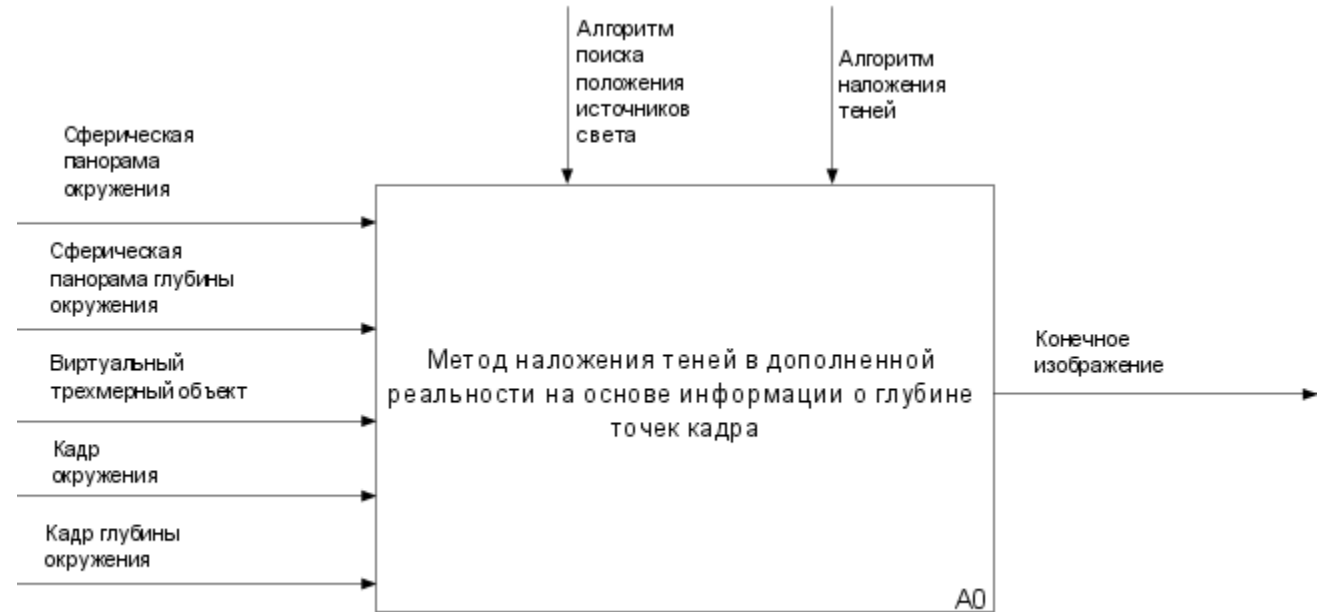 Алгоритм
поиска
положения
источников
света
Алгоритм
наложения
теней
Сферическая
панорама
окружения
Сферическая
панорама глубины
окружения
Виртуальный
трехмерный объект
Кадр
окружения
Кадр глубины
окружения
Метод наложения теней в дополненной
реальности на основе информации о глубине
точек кадра
Конечное
изображение
A0